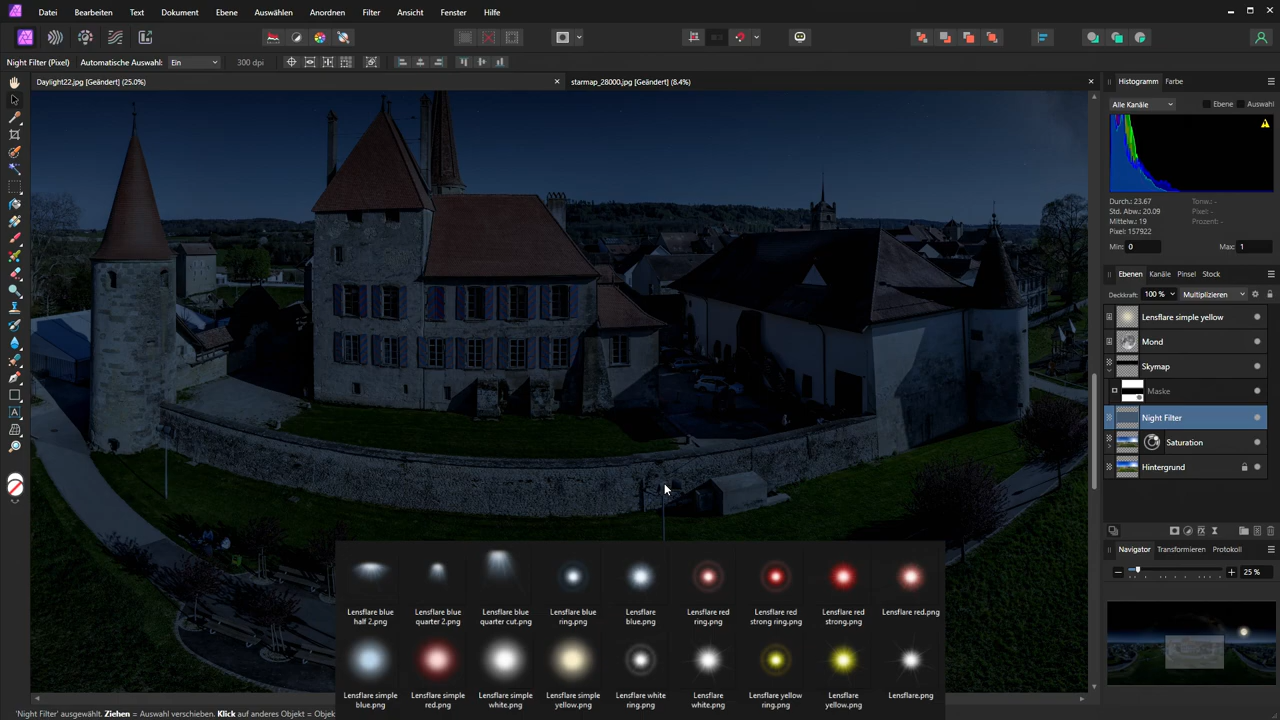 Datei Bearbeiten Text Dokument Ebene Auswählen Anordnen Filter Ansicht Fenster Hilfe
Night Filter (Pixel) Automatische Auswahl: Ein 300 dpi
Daylight22.jpg [Geändert] (25.0%) × starmap_28000.jpg [Geändert] (8.4%) ×
Histogramm Farbe
Alle Kanäle Ebene Auswahl
Durch.: 23.67 Tonw.: -
Std. Abw.: 20.09 Pixel: -
Mittelw.: 19 Prozent: -
Pixel: 157922
Min: 0 Max: 1
Ebenen Kanäle Pinsel Stock
Deckkraft: 100 % Multiplizieren
Lensflare simple yellow
Mond
Skymap
Maske
Night Filter
Saturation
Hintergrund
Navigator Transformieren Protokoll
25 %
Lensflare blue half 2.png
Lensflare blue quarter 2.png
Lensflare blue quarter cut.png
Lensflare blue ring.png
Lensflare blue.png
Lensflare red ring.png
Lensflare red strong ring.png
Lensflare red strong.png
Lensflare red.png
Lensflare simple blue.png
Lensflare simple red.png
Lensflare simple white.png
Lensflare simple yellow.png
Lensflare white ring.png
Lensflare white.png
Lensflare yellow ring.png
Lensflare yellow.png
Lensflare.png
'Night Filter' ausgewählt. Ziehen = Auswahl verschieben. Klick auf anderes Objekt = Objek